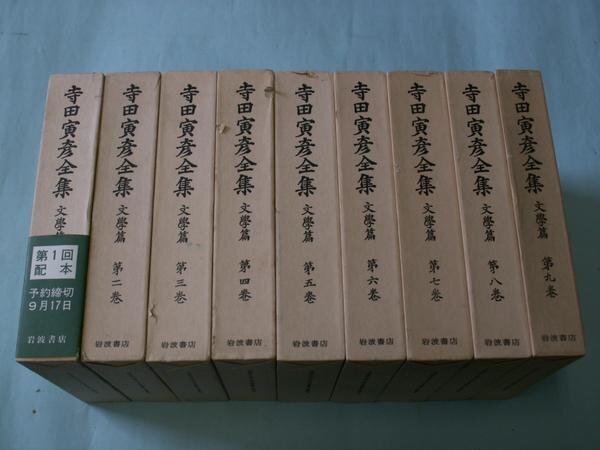 寺田寅彦全集 文學篇
第1回
配本
予約締切
9月17日
岩波書店
寺田寅彦全集 文學篇 第二巻
岩波書店
寺田寅彦全集 文學篇 第三巻
岩波書店
寺田寅彦全集 文學篇 第四巻
岩波書店
寺田寅彦全集 文學篇 第五巻
岩波書店
寺田寅彦全集 文學篇 第六巻
岩波書店
寺田寅彦全集 文學篇 第七巻
岩波書店
寺田寅彦全集 文學篇 第八巻
岩波書店
寺田寅彦全集 文學篇 第九巻
岩波書店